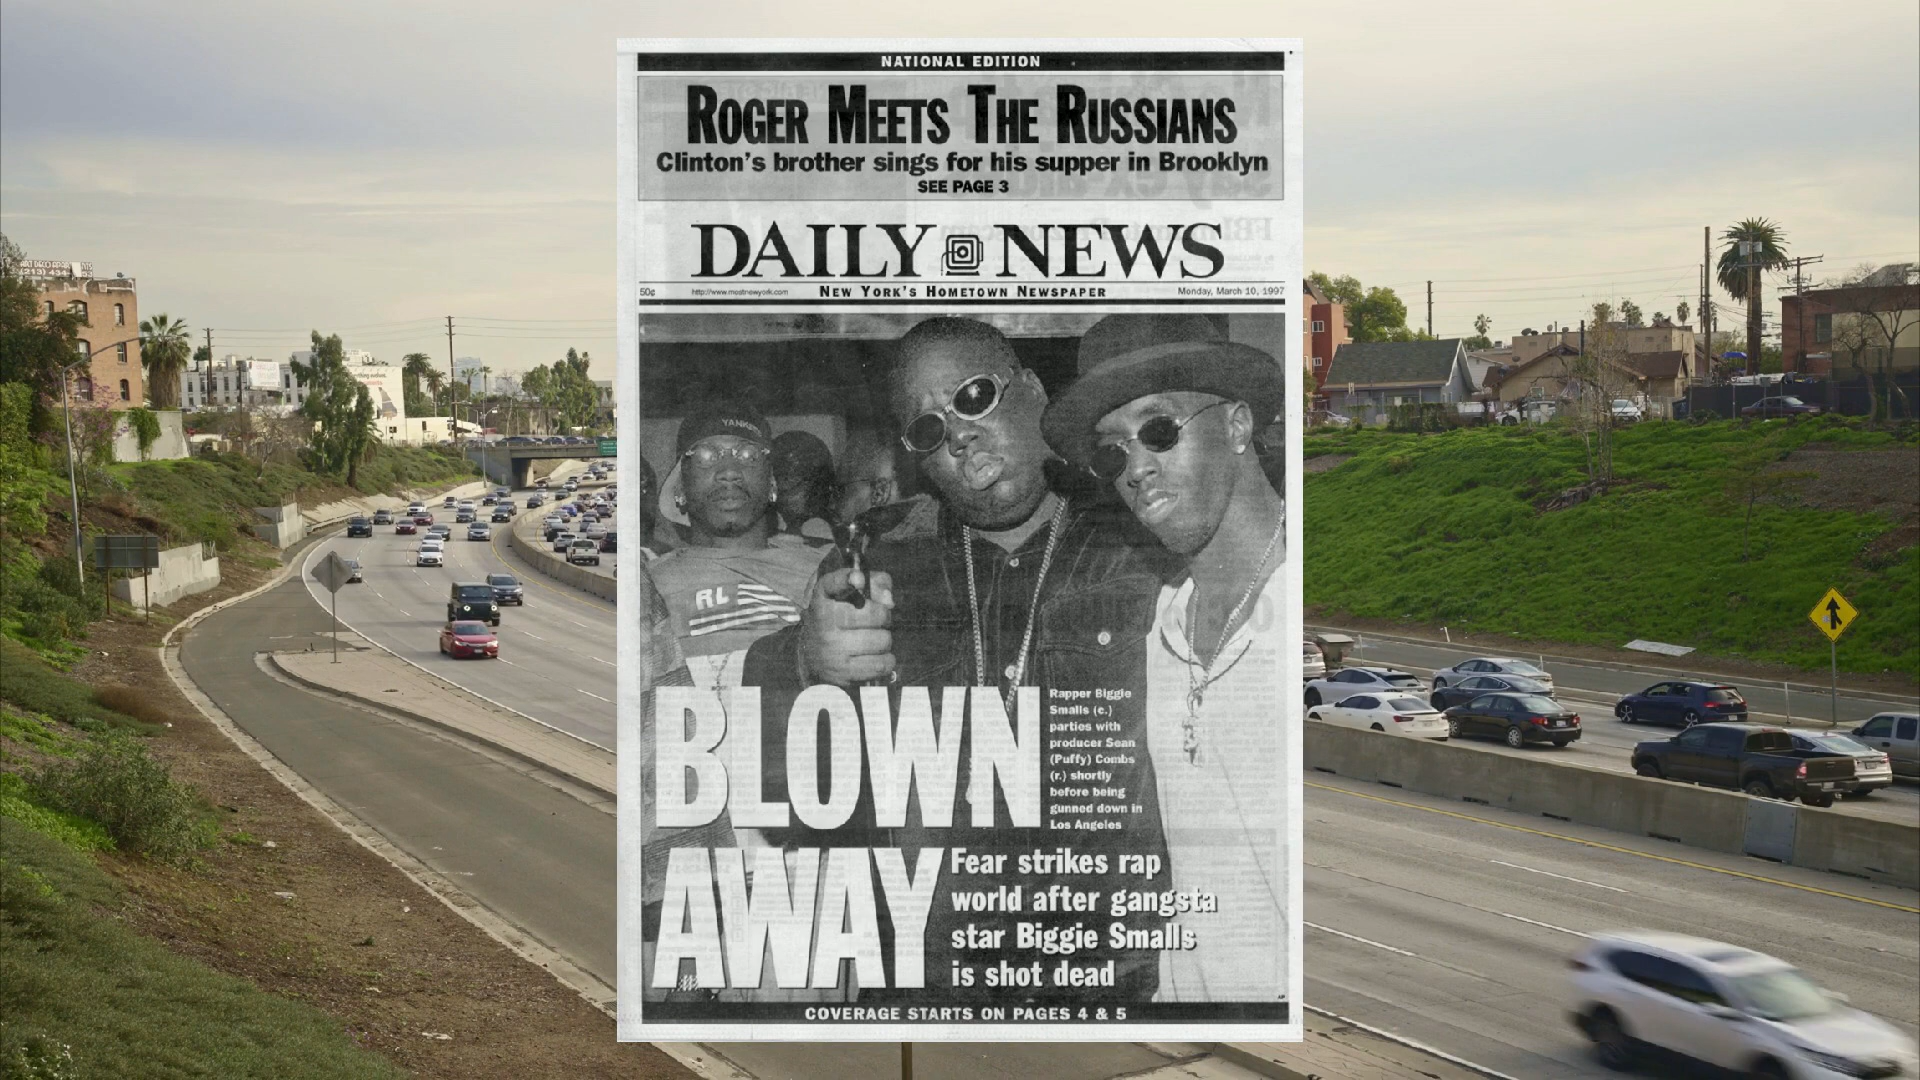 NATIONAL EDITION
ROGER MEETS THE RUSSIANS
Clinton's brother sings for his supper in Brooklyn
SEE PAGE 3
DAILY NEWS
50¢
http://www.mostnewyork.com
NEW YORK'S HOMETOWN NEWSPAPER
Monday, March 10, 1997
YANKEES
RL
BLOWN
AWAY
Rapper Biggie
Smalls (c.)
parties with
producer Sean
(Puffy) Combs
(r.) shortly
before being
gunned down in
Los Angeles
Fear strikes rap
world after gangsta
star Biggie Smalls
is shot dead
AP
COVERAGE STARTS ON PAGES 4 & 5